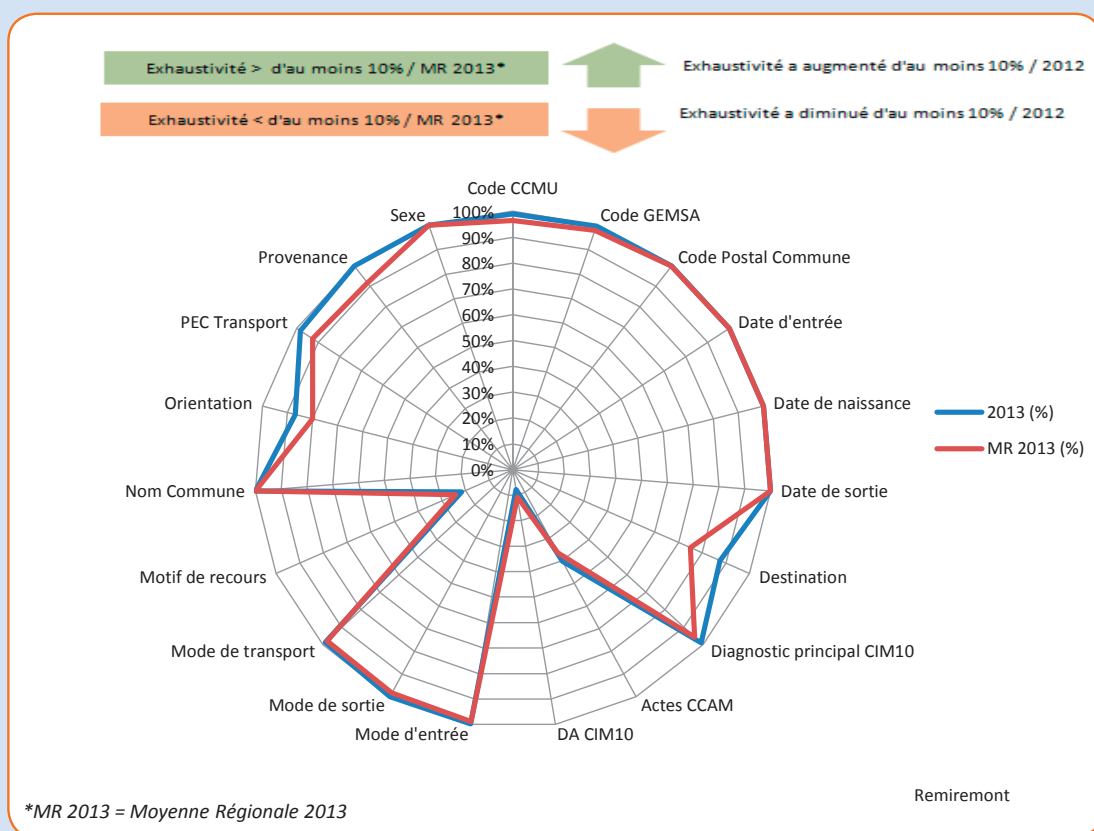 Exhaustivité > d'au moins 10% / MR 2013*
Exhaustivité a augmenté d'au moins 10% / 2012
Exhaustivité < d'au moins 10% / MR 2013*
Exhaustivité a diminué d'au moins 10% / 2012
Code CCMU
Code GEMSA
Code Postal Commune
Date d'entrée
Date de naissance
Date de sortie
Destination
Diagnostic principal CIM10
Actes CCAM
DA CIM10
Mode d'entrée
Mode de sortie
Mode de transport
Motif de recours
Nom Commune
Orientation
PEC Transport
Provenance
Sexe
100%
90%
80%
70%
60%
50%
40%
30%
20%
10%
0%
2013 (%)
MR 2013 (%)
Remiremont
*MR 2013 = Moyenne Régionale 2013